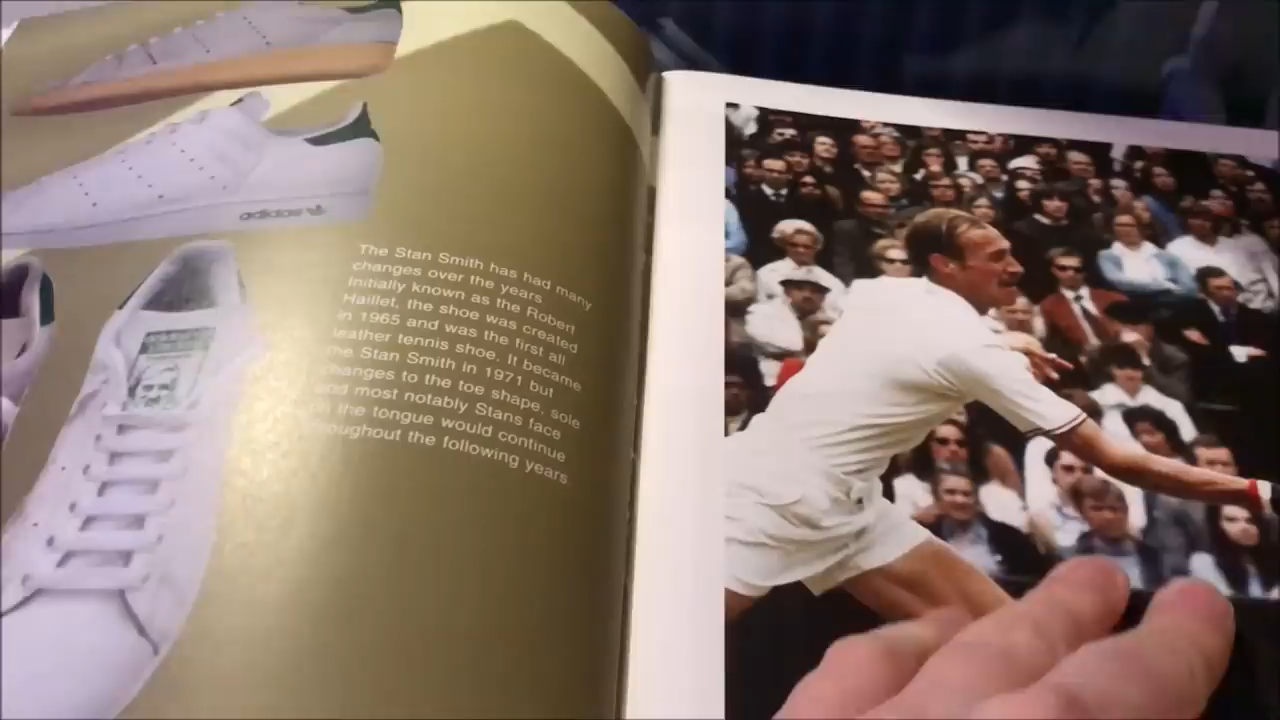 adidas
The Stan Smith has had many
changes over the years
Initially known as the Robert
Haillet, the shoe was created
in 1965 and was the first all
leather tennis shoe. It became
the Stan Smith in 1971 but
changes to the toe shape, sole
and most notably Stans face
on the tongue would continue
throughout the following years